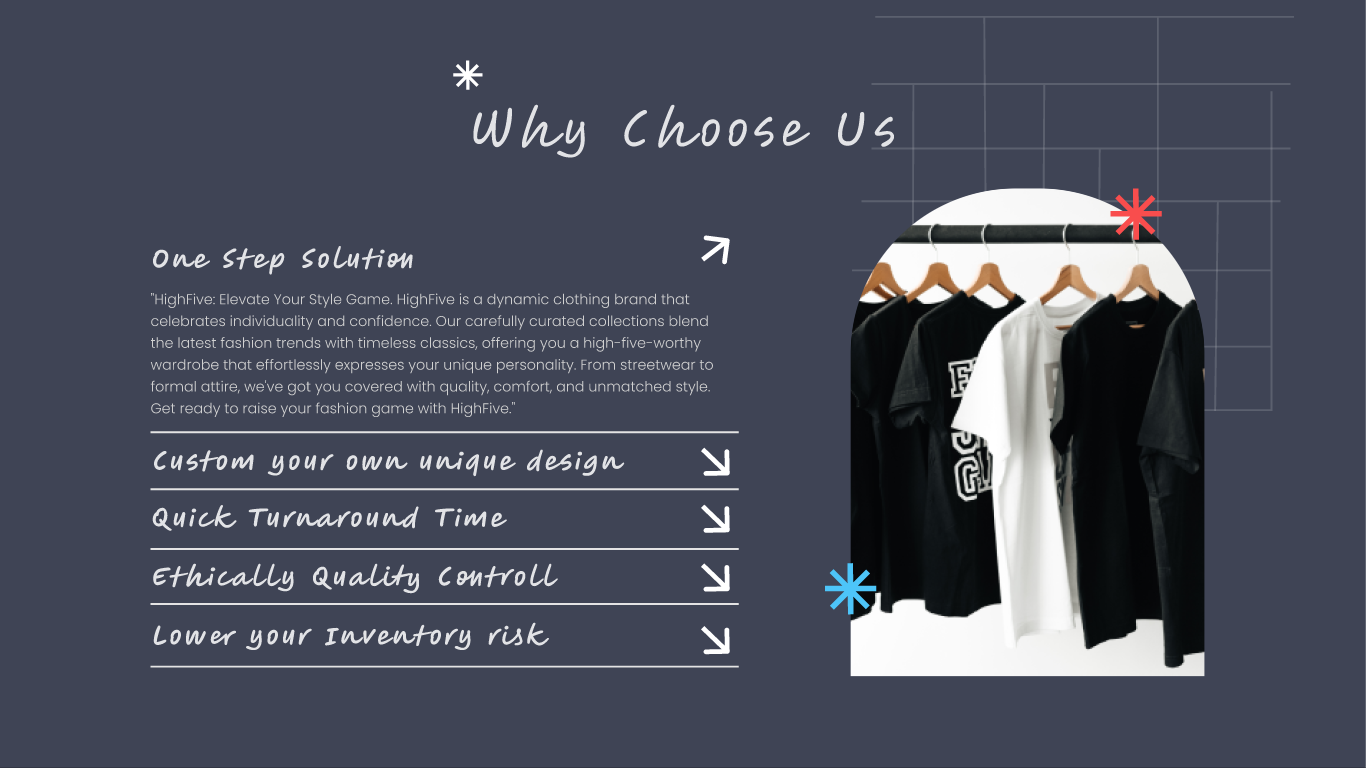 Why Choose Us
One Step Solution
"HighFive: Elevate Your Style Game. HighFive is a dynamic clothing brand that
celebrates individuality and confidence. Our carefully curated collections blend
the latest fashion trends with timeless classics, offering you a high-five-worthy
wardrobe that effortlessly expresses your unique personality. From streetwear to
formal attire, we've got you covered with quality, comfort, and unmatched style.
Get ready to raise your fashion game with HighFive."
Custom your own unique design
Quick Turnaround Time
Ethically Quality Controll
Lower your Inventory risk